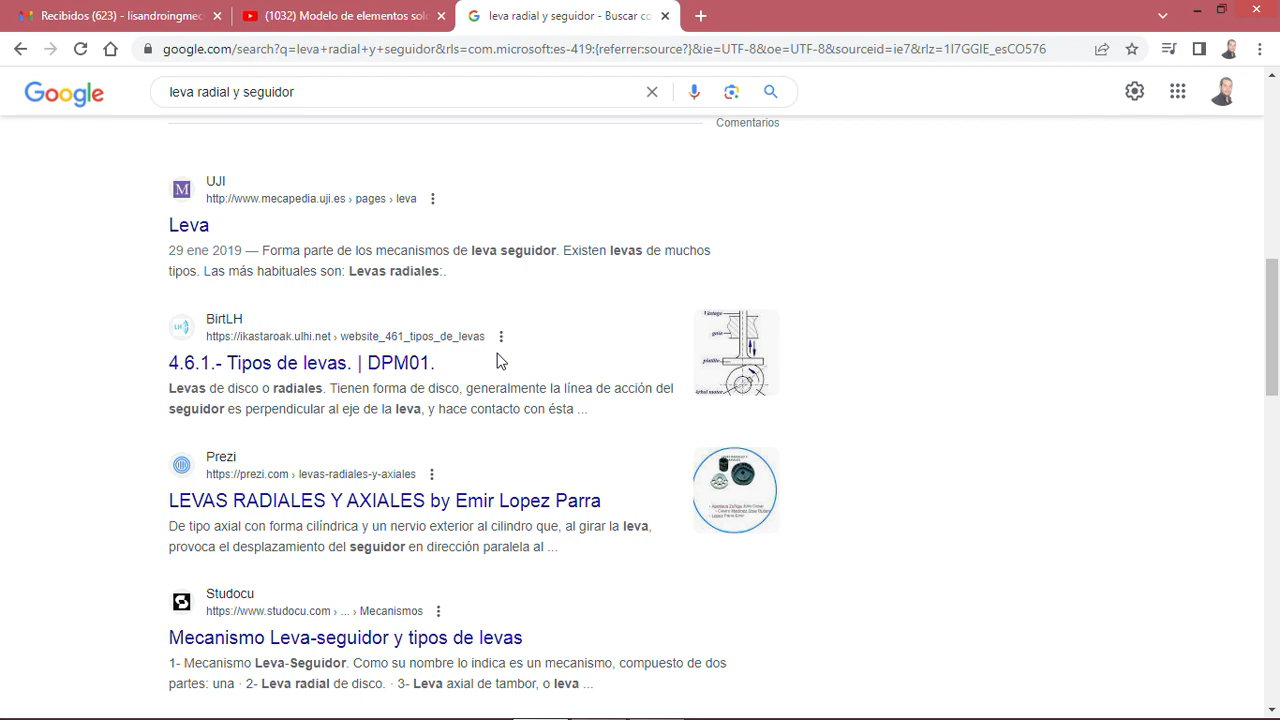 Recibidos (623) - lisandroingmec
(1032) Modelo de elementos sol
leva radial y seguidor - Buscar co
google.com/search?q=leva+radial+y+seguidor&rls=com.microsoft:es-419:{referrer:source?}&ie=UTF-8&oe=UTF-8&sourceid=ie7&rlz=1I7GGIE_esCO576
Google
leva radial y seguidor
Comentarios
UJI
http://www.mecapedia.uji.es › pages › leva
Leva
29 ene 2019 — Forma parte de los mecanismos de leva seguidor. Existen levas de muchos
tipos. Las más habituales son: Levas radiales:.
BirtLH
https://ikastaroak.ulhi.net › website_461_tipos_de_levas
4.6.1.- Tipos de levas. | DPM01.
Levas de disco o radiales. Tienen forma de disco, generalmente la línea de acción del
seguidor es perpendicular al eje de la leva, y hace contacto con ésta ...
Vástago
guía
platillo
árbol motor
Prezi
https://prezi.com › levas-radiales-y-axiales
LEVAS RADIALES Y AXIALES by Emir Lopez Parra
De tipo axial con forma cilíndrica y un nervio exterior al cilindro que, al girar la leva,
provoca el desplazamiento del seguidor en dirección paralela al ...
Studocu
https://www.studocu.com › ... › Mecanismos
Mecanismo Leva-seguidor y tipos de levas
1- Mecanismo Leva-Seguidor. Como su nombre lo indica es un mecanismo, compuesto de dos
partes: una · 2- Leva radial de disco. · 3- Leva axial de tambor, o leva ...